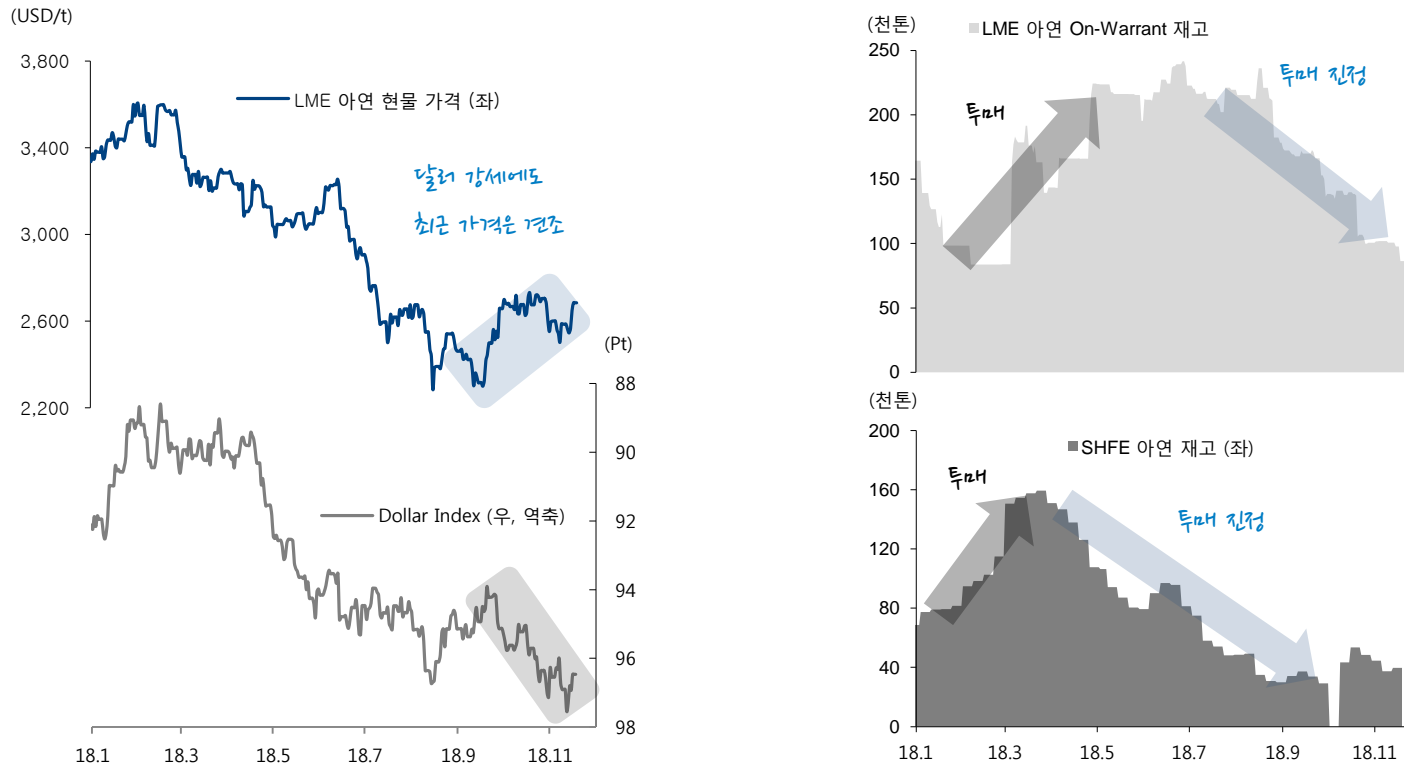 (USD/t)
3,800
3,400
3,000
2,600
2,200
LME 아연 현물 가격 (좌)
달러 강세에도
최근 가격은 견조
(Pt)
88
90
92
94
96
98
Dollar Index (우, 역축)
18.1 18.3 18.5 18.7 18.9 18.11
(천톤)
LME 아연 On-Warrant 재고
250
200
150
100
50
0
투매
투매 진정
(천톤)
SHFE 아연 재고 (좌)
200
160
120
80
40
0
투매
투매 진정
18.1 18.3 18.5 18.7 18.9 18.11